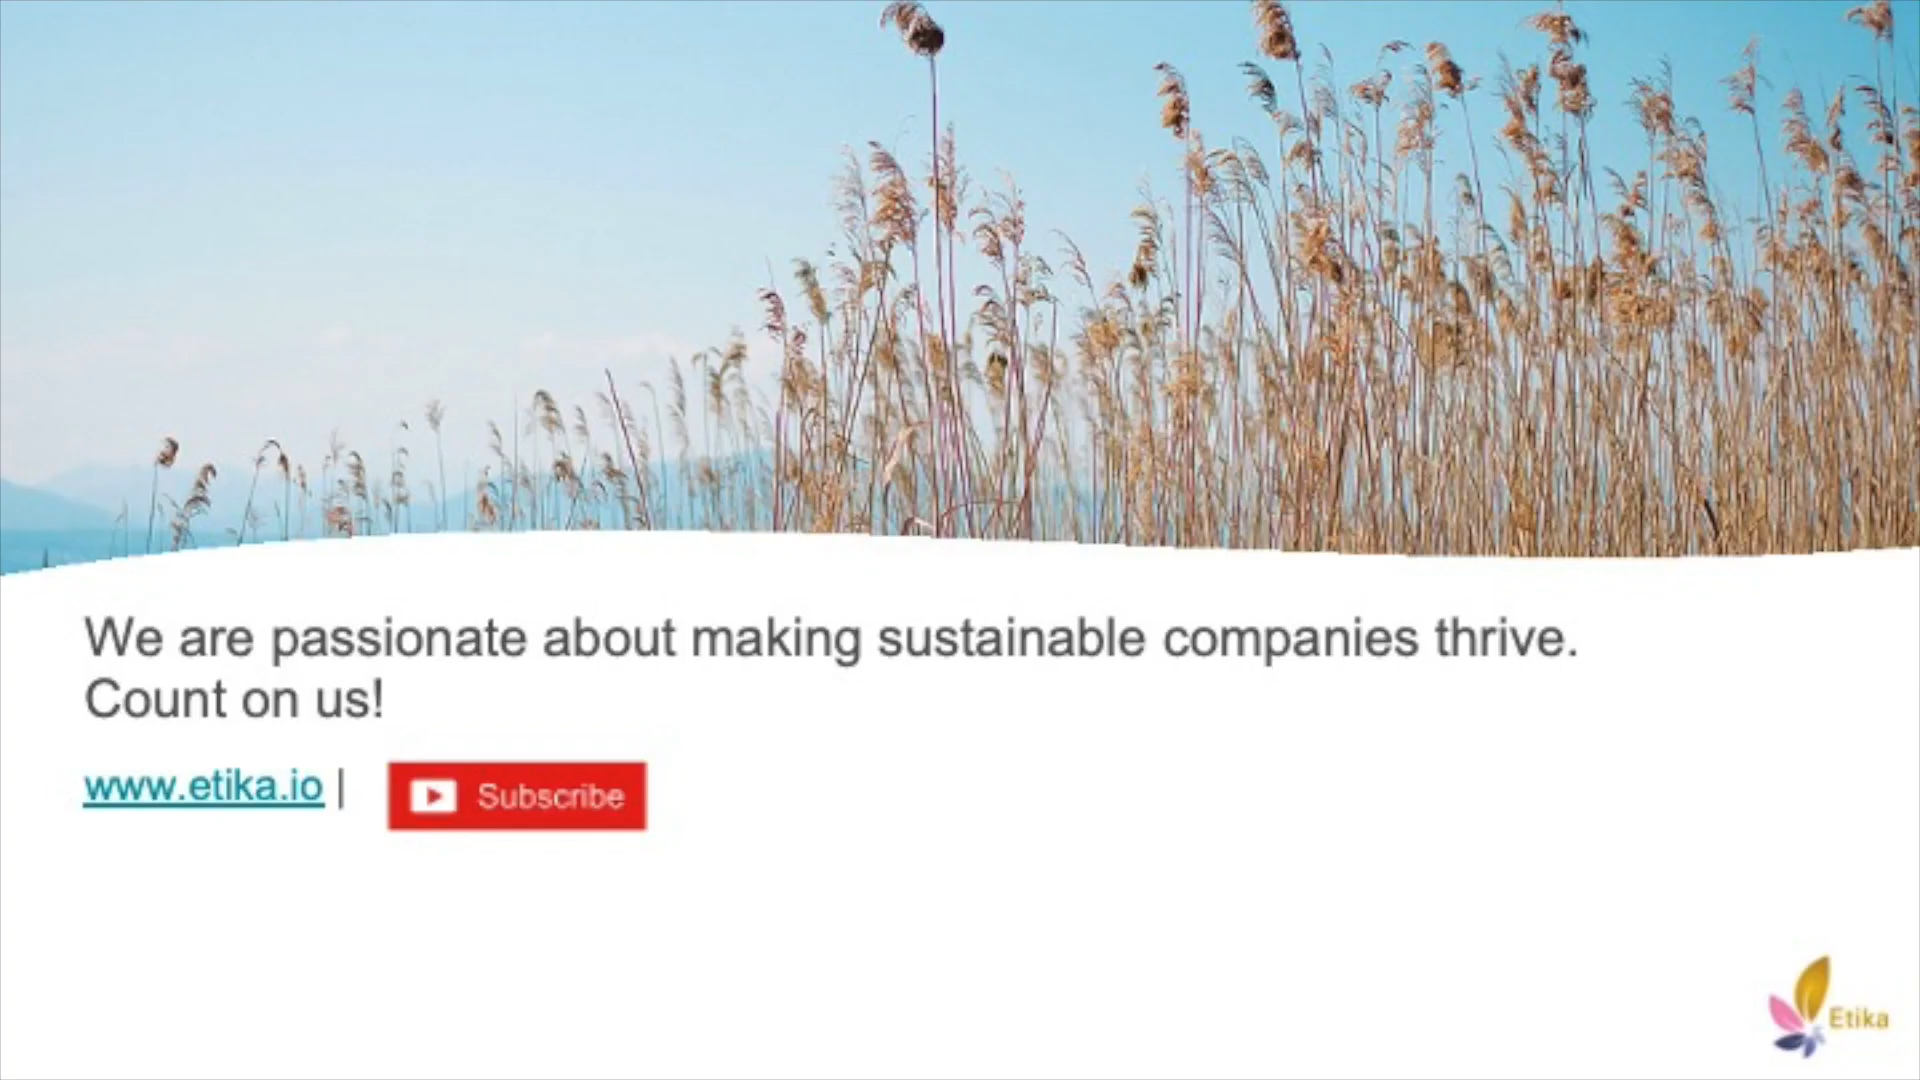 We are passionate about making sustainable companies thrive.
Count on us!
www.etika.io |
Subscribe
Etika